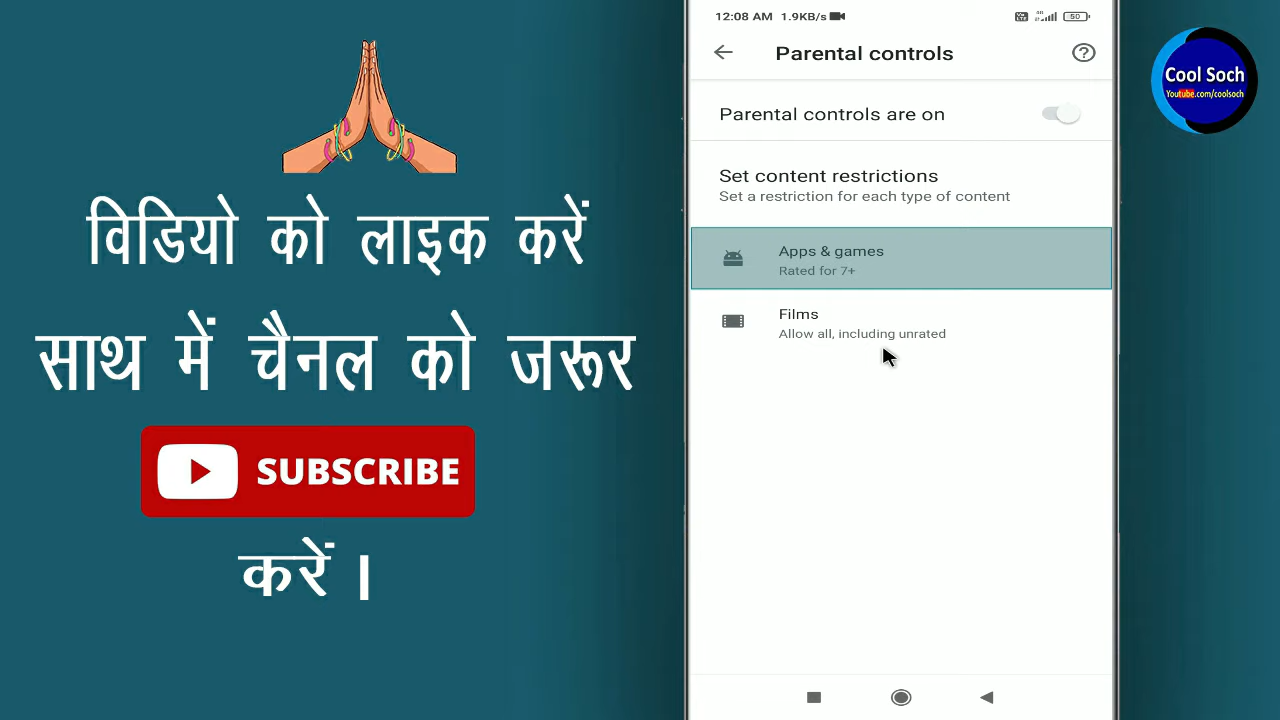 विडियो को लाइक करें
साथ में चैनल को जरूर
SUBSCRIBE
करें ।
12:08 AM 1.9KB/s
4G
50
Parental controls
Parental controls are on
Set content restrictions
Set a restriction for each type of content
Apps & games
Rated for 7+
Films
Allow all, including unrated
Cool Soch
Youtube.com/coolsoch